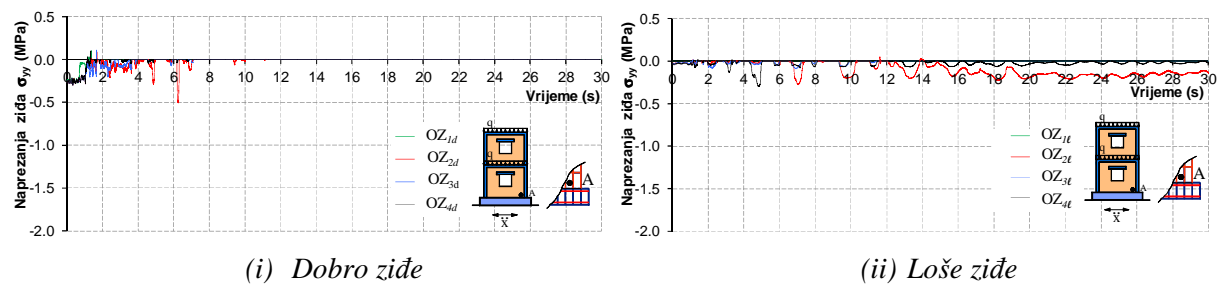 Naprezanja ziđa σyy (MPa)
0.5
0.0
-0.5
-1.0
-1.5
-2.0
0 2 4 6 8 10 12 14 16 18 20 22 24 26 28 30
Vrijeme (s)
OZ1d
OZ2d
OZ3d
OZ4d
q
q
A
ẍ
A
(i) Dobro ziđe
Naprezanja ziđa σyy (MPa)
0.5
0.0
-0.5
-1.0
-1.5
-2.0
0 2 4 6 8 10 12 14 16 18 20 22 24 26 28 30
Vrijeme (s)
OZ1ℓ
OZ2ℓ
OZ3ℓ
OZ4ℓ
q
q
A
ẍ
A
(ii) Loše ziđe